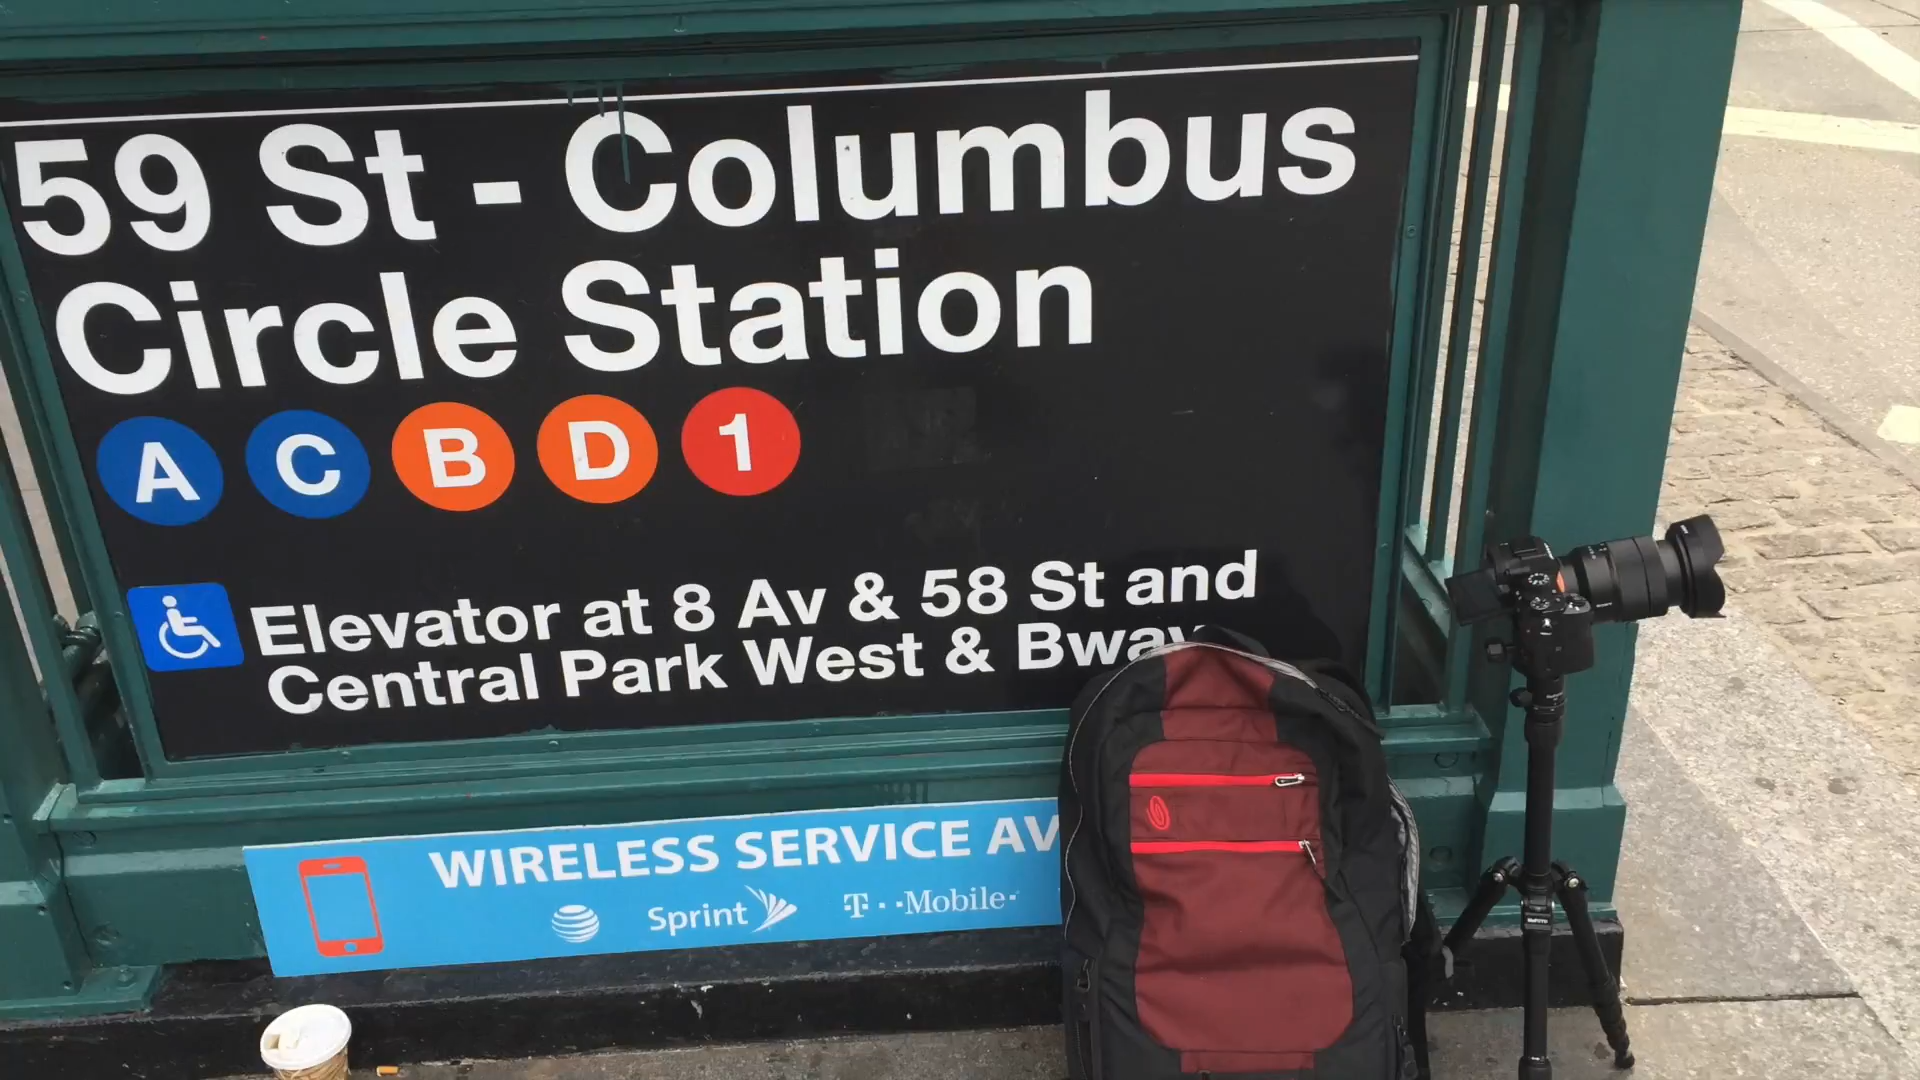 59 St - Columbus
Circle Station
A C B D 1
Elevator at 8 Av & 58 St and
Central Park West & Bway
WIRELESS SERVICE AV
Sprint T··Mobile·